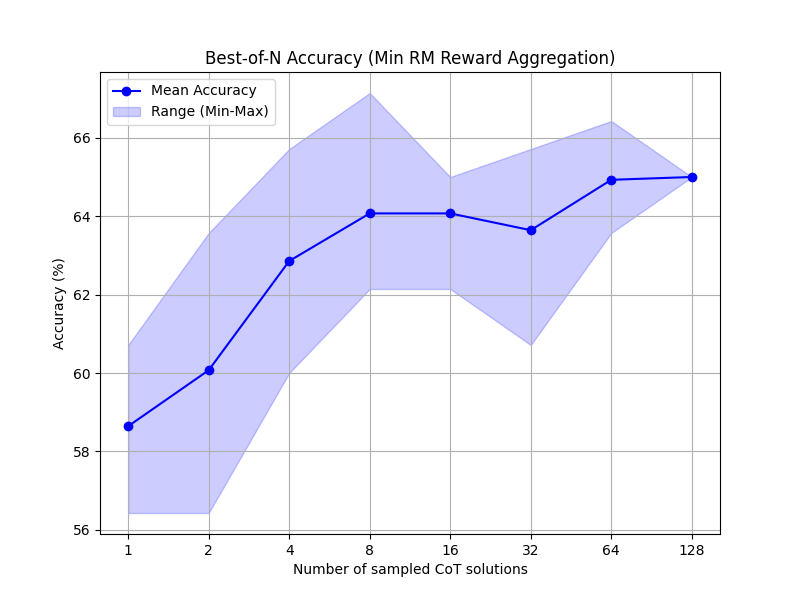 Best-of-N Accuracy (Min RM Reward Aggregation)
Mean Accuracy
Range (Min-Max)
Accuracy (%)
66
64
62
60
58
56
1 2 4 8 16 32 64 128
Number of sampled CoT solutions